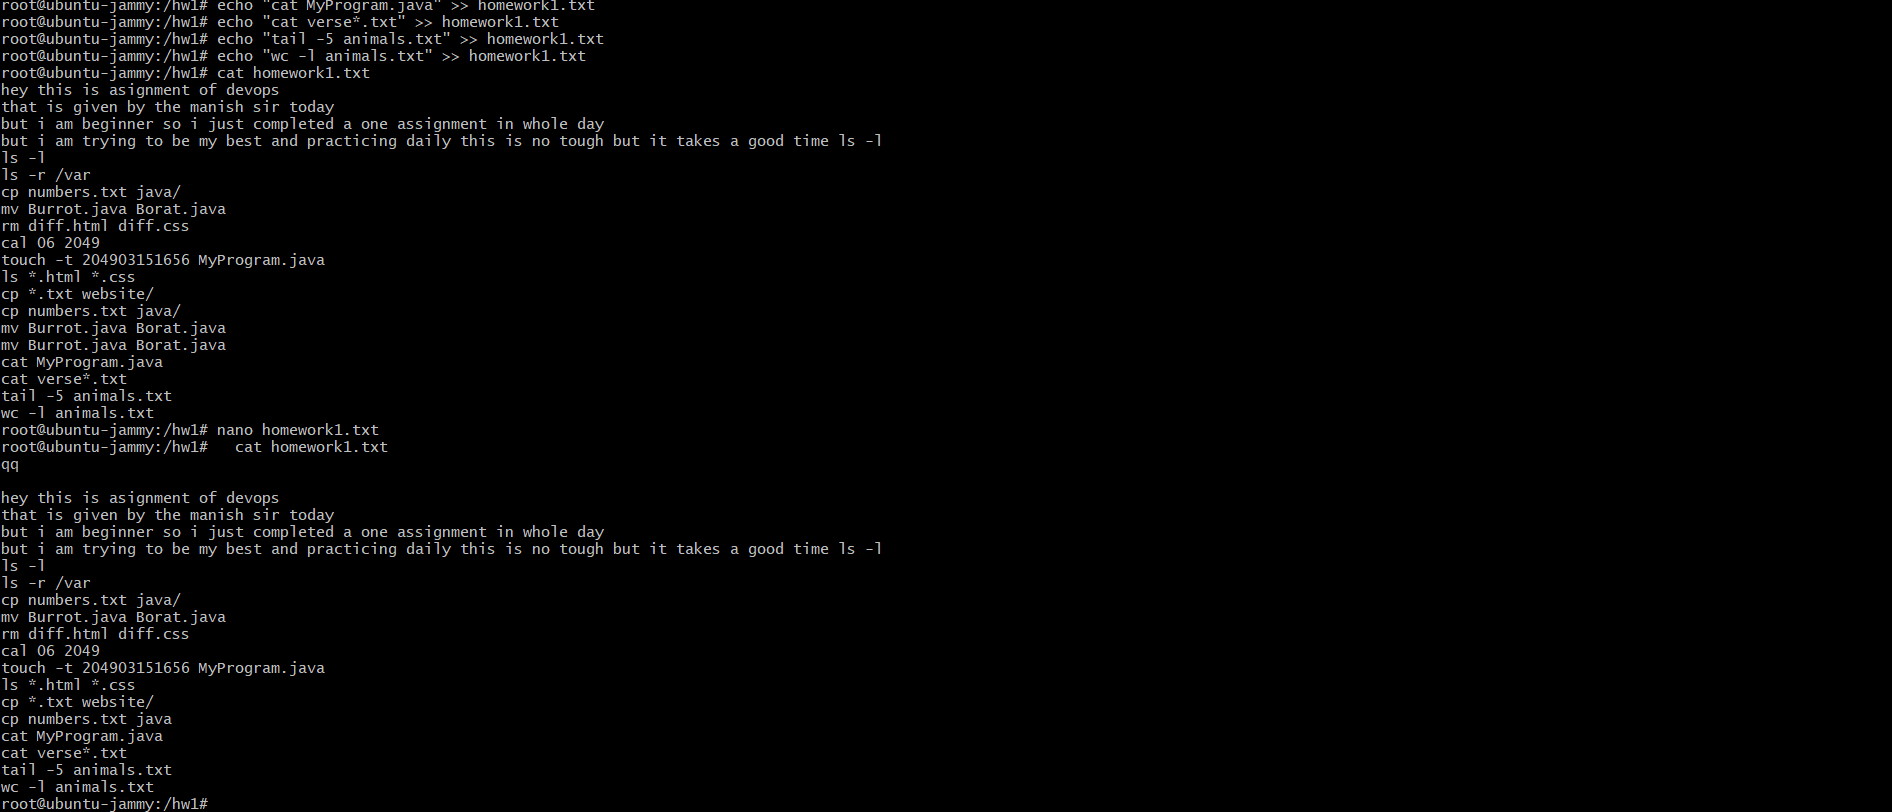 root@ubuntu-jammy:/hw1# echo "cat MyProgram.java" >> homework1.txt
root@ubuntu-jammy:/hw1# echo "cat verse*.txt" >> homework1.txt
root@ubuntu-jammy:/hw1# echo "tail -5 animals.txt" >> homework1.txt
root@ubuntu-jammy:/hw1# echo "wc -l animals.txt" >> homework1.txt
root@ubuntu-jammy:/hw1# cat homework1.txt
hey this is asignment of devops
that is given by the manish sir today
but i am beginner so i just completed a one assignment in whole day
but i am trying to be my best and practicing daily this is no tough but it takes a good time ls -l
ls -l
ls -r /var
cp numbers.txt java/
mv Burrot.java Borat.java
rm diff.html diff.css
cal 06 2049
touch -t 204903151656 MyProgram.java
ls *.html *.css
cp *.txt website/
cp numbers.txt java/
mv Burrot.java Borat.java
mv Burrot.java Borat.java
cat MyProgram.java
cat verse*.txt
tail -5 animals.txt
wc -l animals.txt
root@ubuntu-jammy:/hw1# nano homework1.txt
root@ubuntu-jammy:/hw1#   cat homework1.txt
qq

hey this is asignment of devops
that is given by the manish sir today
but i am beginner so i just completed a one assignment in whole day
but i am trying to be my best and practicing daily this is no tough but it takes a good time ls -l
ls -l
ls -r /var
cp numbers.txt java/
mv Burrot.java Borat.java
rm diff.html diff.css
cal 06 2049
touch -t 204903151656 MyProgram.java
ls *.html *.css
cp *.txt website/
cp numbers.txt java
cat MyProgram.java
cat verse*.txt
tail -5 animals.txt
wc -l animals.txt
root@ubuntu-jammy:/hw1#